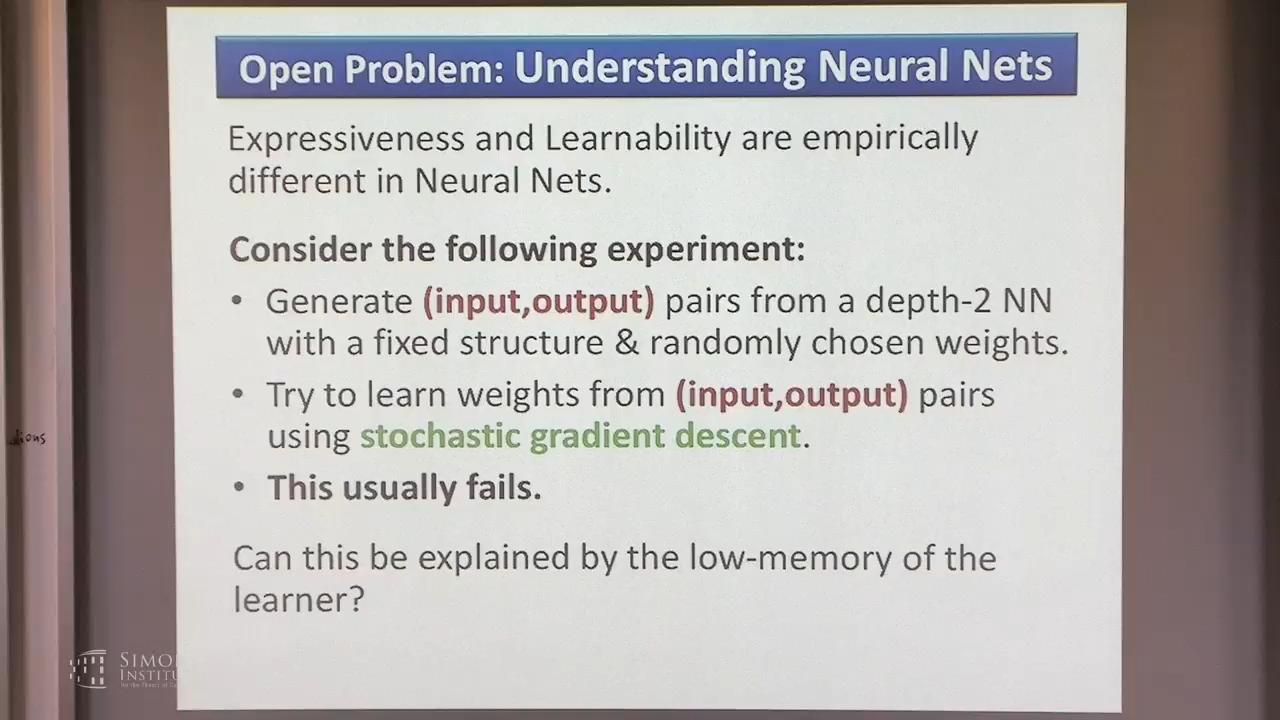 Open Problem: Understanding Neural Nets
Expressiveness and Learnability are empirically
different in Neural Nets.
Consider the following experiment:
• Generate (input,output) pairs from a depth-2 NN
with a fixed structure & randomly chosen weights.
• Try to learn weights from (input,output) pairs
using stochastic gradient descent.
• This usually fails.
Can this be explained by the low-memory of the
learner?